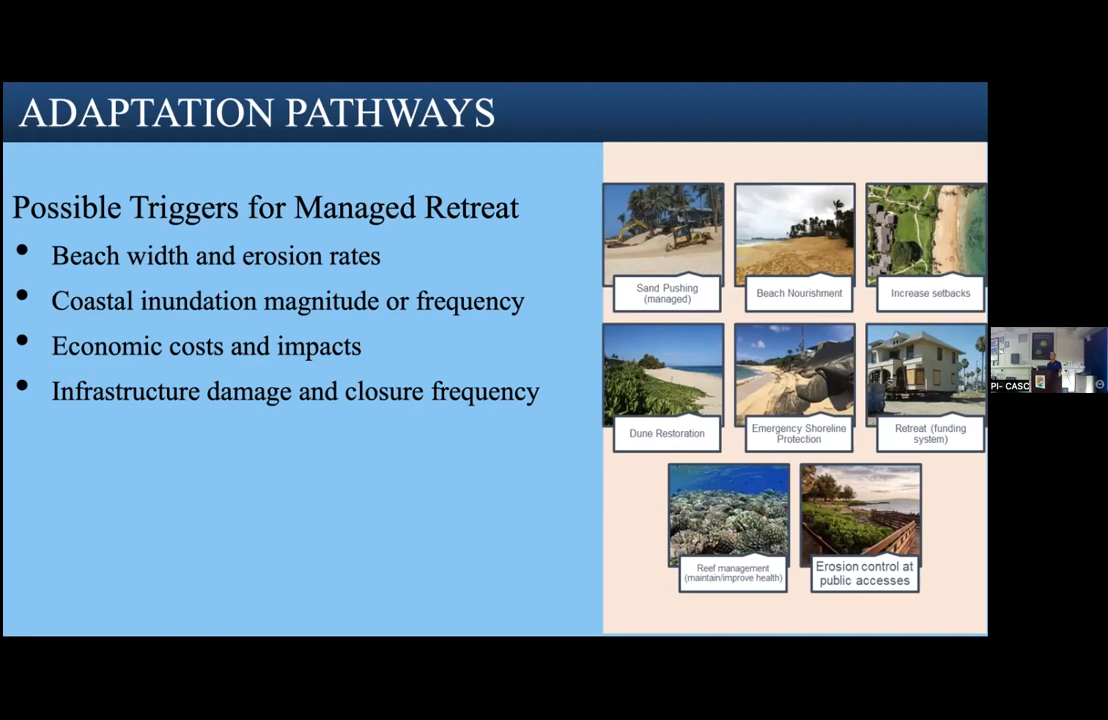 ADAPTATION PATHWAYS
Possible Triggers for Managed Retreat
• Beach width and erosion rates
• Coastal inundation magnitude or frequency
• Economic costs and impacts
• Infrastructure damage and closure frequency
Sand Pushing
(managed)
Beach Nourishment
Increase setbacks
Dune Restoration
Emergency Shoreline
Protection
Retreat (funding
system)
Reef management
(maintain/improve health)
Erosion control at
public accesses
PI- CASC